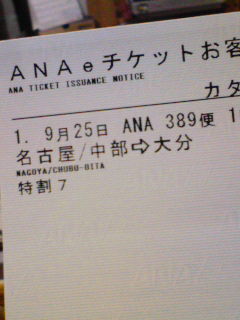 ANAeチケットお客
ANA TICKET ISSUANCE NOTICE
カタ
1. 9月25日 ANA 389便 1
名古屋/中部⇨大分
NAGOYA/CHUBU-OITA
特割7